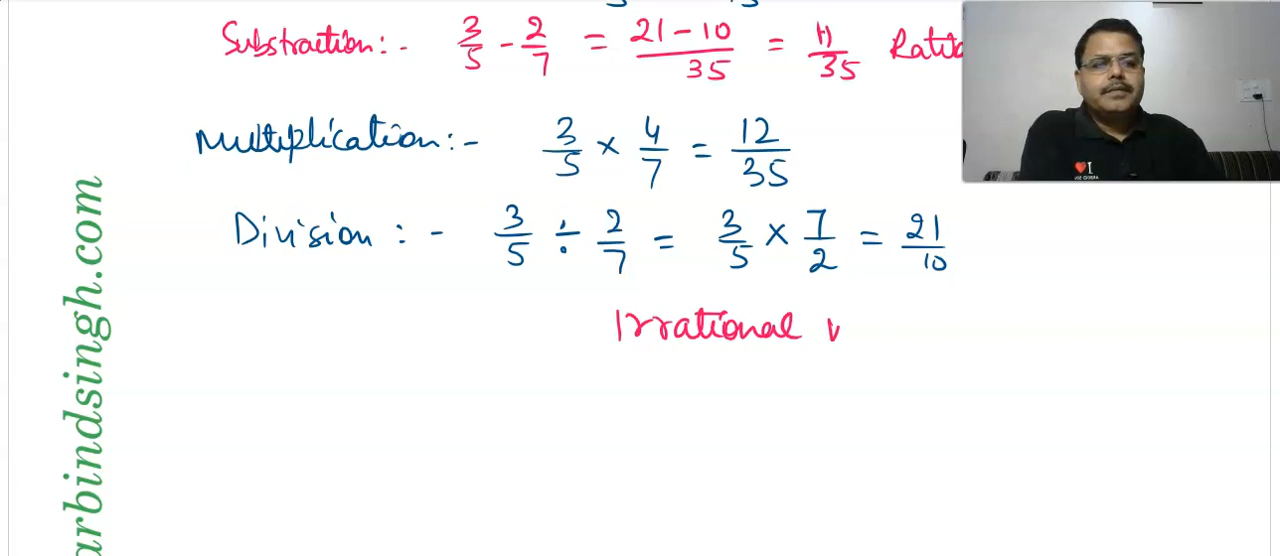 Substraction:- 3/5 - 2/7 = 21-10/35 = 11/35
Multiplication:- 3/5 × 4/7 = 12/35
Division:- 3/5 ÷ 2/7 = 3/5 × 7/2 = 21/10
Irrational
arbindsingh.com